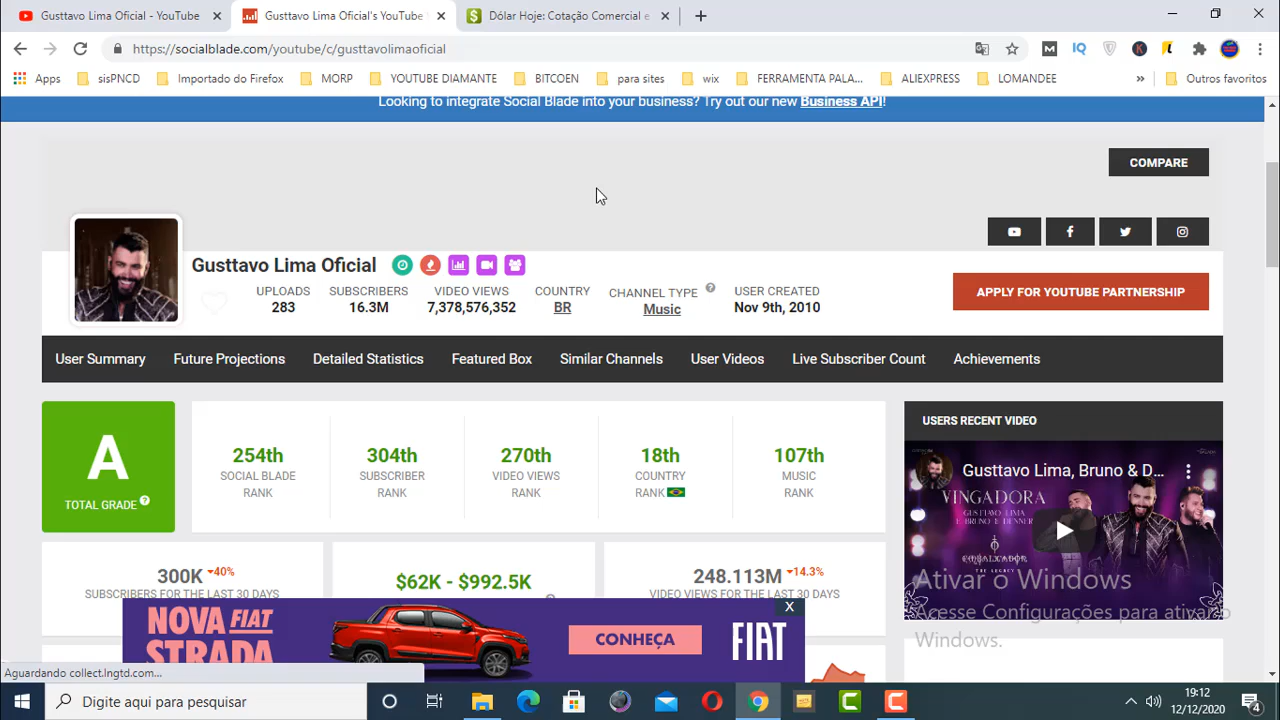 Gusttavo Lima Oficial - YouTube
Gusttavo Lima Oficial's YouTube
Dólar Hoje: Cotação Comercial e
https://socialblade.com/youtube/c/gusttavolimaoficial
Apps sisPNCD Importado do Firefox MORP YOUTUBE DIAMANTE BITCOEN para sites wix FERRAMENTA PALA... ALIEXPRESS LOMANDEE » Outros favoritos
Looking to integrate Social Blade into your business? Try out our new Business API!
COMPARE
Gusttavo Lima Oficial
UPLOADS SUBSCRIBERS VIDEO VIEWS COUNTRY CHANNEL TYPE USER CREATED
283 16.3M 7,378,576,352 BR Music Nov 9th, 2010
APPLY FOR YOUTUBE PARTNERSHIP
User Summary Future Projections Detailed Statistics Featured Box Similar Channels User Videos Live Subscriber Count Achievements
A
TOTAL GRADE
254th 304th 270th 18th 107th
SOCIAL BLADE SUBSCRIBER VIDEO VIEWS COUNTRY MUSIC
RANK RANK RANK RANK RANK
USERS RECENT VIDEO
Gusttavo Lima, Bruno & D...
VINGADORA
GUSTTAVO LIMA
E BRUNO E DENNER
300K 40%
SUBSCRIBERS FOR THE LAST 30 DAYS
$62K - $992.5K
248.113M 14.3%
VIDEO VIEWS FOR THE LAST 30 DAYS
Ativar o Windows
Acesse Configurações para ativar o
Windows.
X
NOVA FIAT
STRADA
CONHEÇA
FIAT
Aguardando collect.lngtd.com...
Digite aqui para pesquisar
19:12
12/12/2020
4